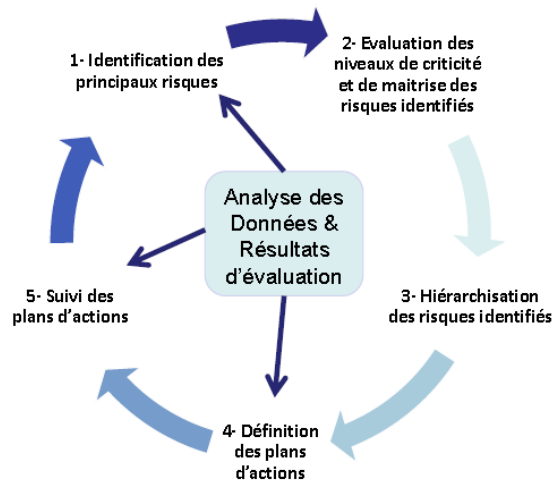 1- Identification des
principaux risques
2- Evaluation des
niveaux de criticité
et de maitrise des
risques identifiés
Analyse des
Données &
Résultats
d'évaluation
3- Hiérarchisation
des risques identifiés
4- Définition
des plans
d'actions
5- Suivi des
plans d'actions